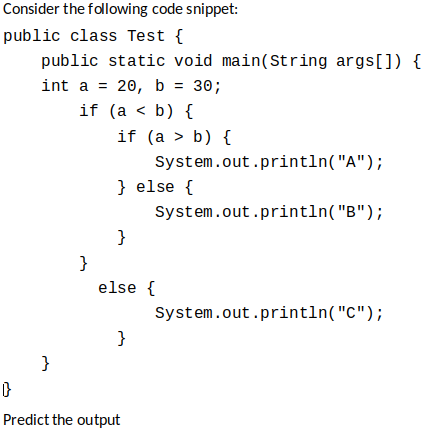 Consider the following code snippet:
public class Test {
    public static void main(String args[]) {
    int a = 20, b = 30;
        if (a < b) {
            if (a > b) {
                System.out.println("A");
            } else {
                System.out.println("B");
            }
        }
          else {
                System.out.println("C");
            }
    }
}
Predict the output